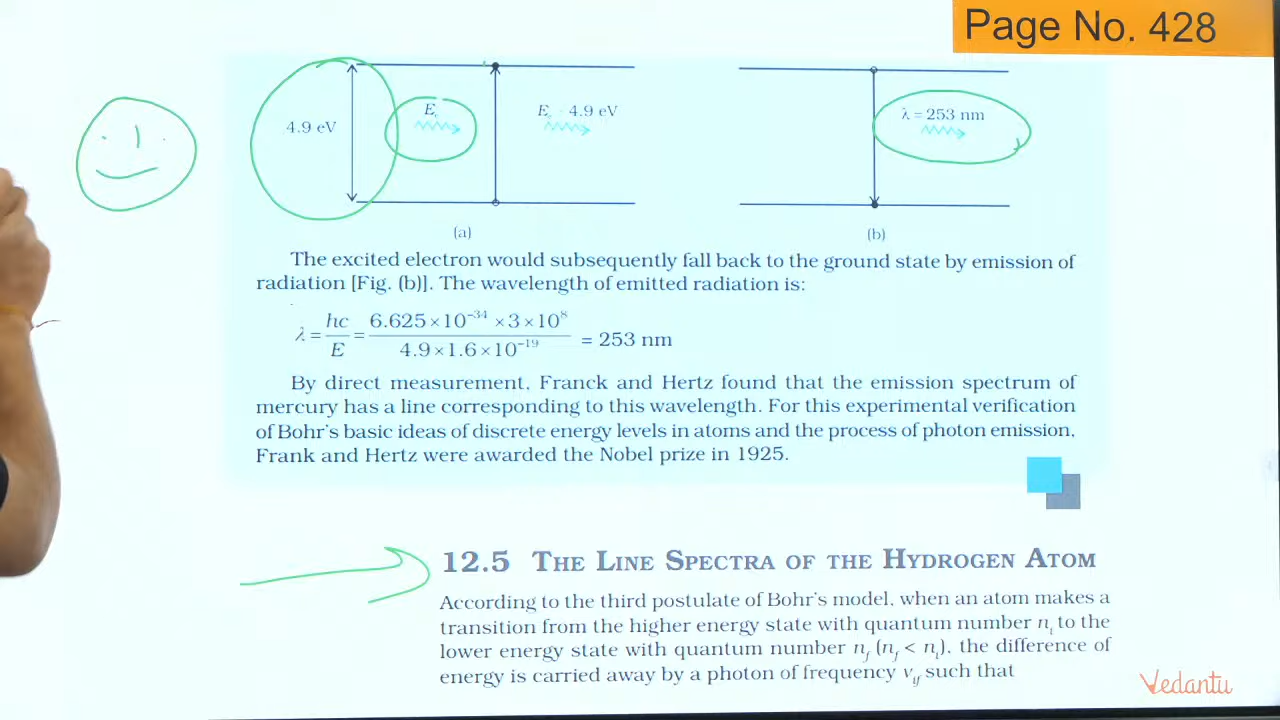 Page No. 428
4.9 eV
Eₑ
Eₑ - 4.9 eV
λ = 253 nm
(a)
(b)
The excited electron would subsequently fall back to the ground state by emission of
radiation [Fig. (b)]. The wavelength of emitted radiation is:
λ = hc/E = 6.625 × 10⁻³⁴ × 3 × 10⁸ / 4.9 × 1.6 × 10⁻¹⁹ = 253 nm
By direct measurement, Franck and Hertz found that the emission spectrum of
mercury has a line corresponding to this wavelength. For this experimental verification
of Bohr's basic ideas of discrete energy levels in atoms and the process of photon emission,
Frank and Hertz were awarded the Nobel prize in 1925.
12.5 THE LINE SPECTRA OF THE HYDROGEN ATOM
According to the third postulate of Bohr's model, when an atom makes a
transition from the higher energy state with quantum number nᵢ to the
lower energy state with quantum number n_f (n_f < nᵢ), the difference of
energy is carried away by a photon of frequency ν_if such that
Vedantu